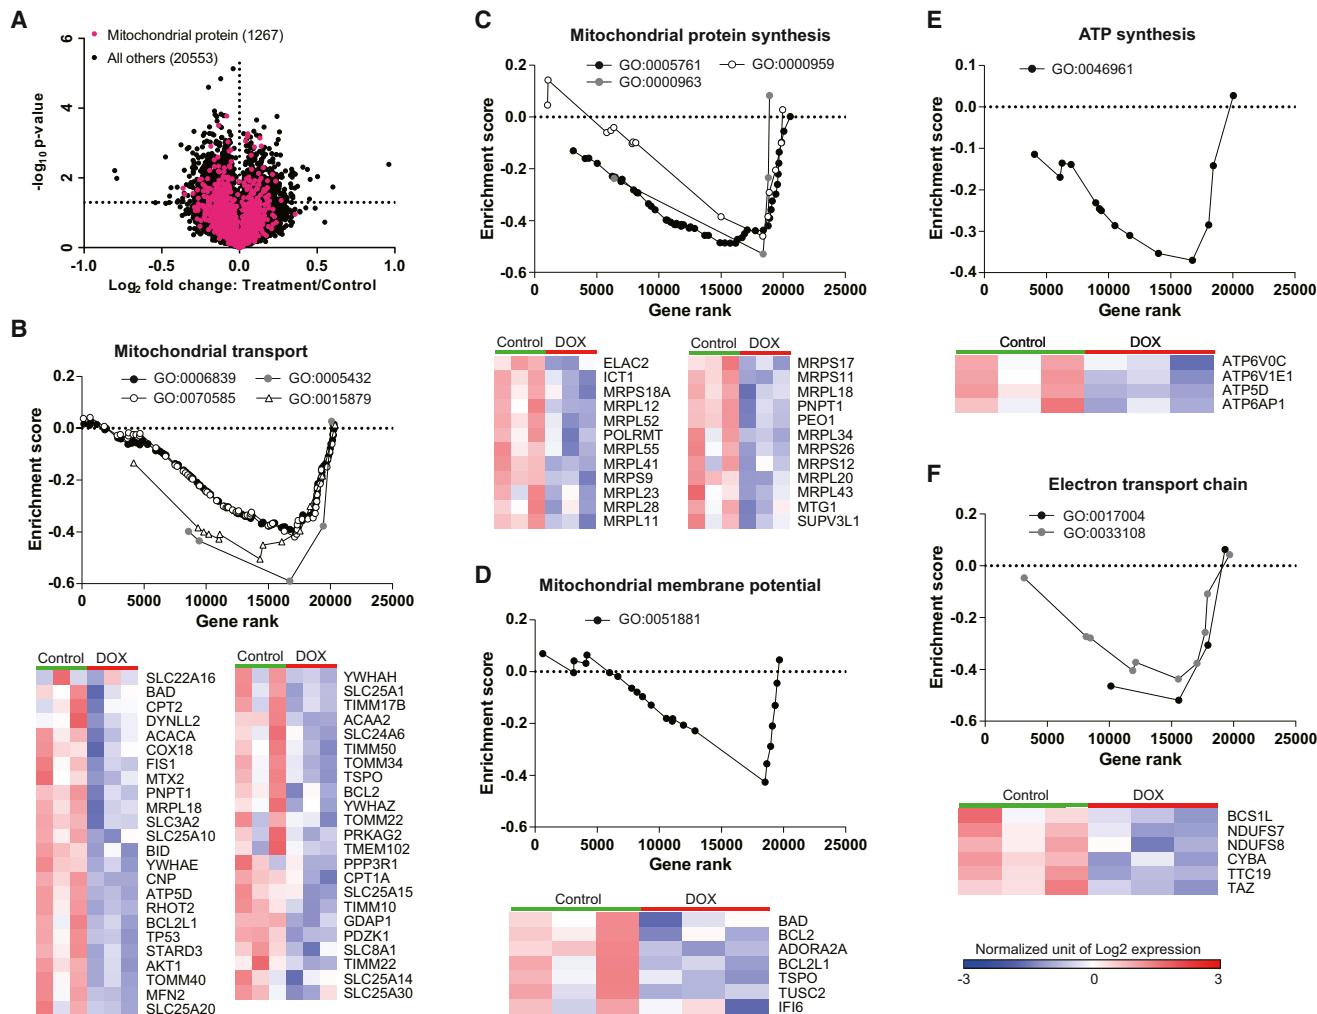 A
Mitochondrial protein (1267)
All others (20553)
6
4
2
0
-log10 p-value
-1.0
-0.5
0.0
0.5
1.0
Log2 fold change: Treatment/Control
B
Mitochondrial transport
GO:0006839
GO:0005432
GO:0070585
GO:0015879
0.2
0.0
-0.2
-0.4
-0.6
Enrichment score
0
5000
10000
15000
20000
25000
Gene rank
Control
DOX
SLC22A16
BAD
CPT2
DYNLL2
ACACA
COX18
FIS1
MTX2
PNPT1
MRPL18
SLC3A2
SLC25A10
BID
YWHAE
CNP
ATP5D
RHOT2
BCL2L1
TP53
STARD3
AKT1
TOMM40
MFN2
SLC25A20
Control
DOX
YWHAH
SLC25A1
TIMM17B
ACAA2
SLC24A6
TIMM50
TOMM34
TSPO
BCL2
YWHAZ
TOMM22
PRKAG2
TMEM102
PPP3R1
CPT1A
SLC25A15
TIMM10
GDAP1
PDZK1
SLC8A1
TIMM22
SLC25A14
SLC25A30
C
Mitochondrial protein synthesis
GO:0005761
GO:0000959
GO:0000963
0.2
0.0
-0.2
-0.4
-0.6
Enrichment score
0
5000
10000
15000
20000
25000
Gene rank
Control
DOX
ELAC2
ICT1
MRPS18A
MRPL12
MRPL52
POLRMT
MRPL55
MRPL41
MRPS9
MRPL23
MRPL28
MRPL11
Control
DOX
MRPS17
MRPS11
MRPL18
PNPT1
PEO1
MRPL34
MRPS26
MRPS12
MRPL20
MRPL43
MTG1
SUPV3L1
D
Mitochondrial membrane potential
GO:0051881
0.2
0.0
-0.2
-0.4
-0.6
Enrichment score
0
5000
10000
15000
20000
25000
Gene rank
Control
DOX
BAD
BCL2
ADORA2A
BCL2L1
TSPO
TUSC2
IFI6
E
ATP synthesis
GO:0046961
0.1
0.0
-0.1
-0.2
-0.3
-0.4
Enrichment score
0
5000
10000
15000
20000
25000
Gene rank
Control
DOX
ATP6V0C
ATP6V1E1
ATP5D
ATP6AP1
F
Electron transport chain
GO:0017004
GO:0033108
0.2
0.0
-0.2
-0.4
-0.6
Enrichment score
0
5000
10000
15000
20000
25000
Gene rank
Control
DOX
BCS1L
NDUFS7
NDUFS8
CYBA
TTC19
TAZ
Normalized unit of Log2 expression
-3
0
3